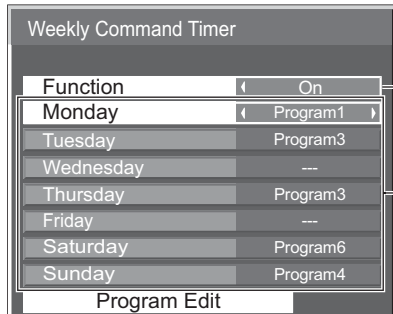 Weekly Command Timer
Function On
Monday Program1
Tuesday Program3
Wednesday ---
Thursday Program3
Friday ---
Saturday Program6
Sunday Program4
Program Edit